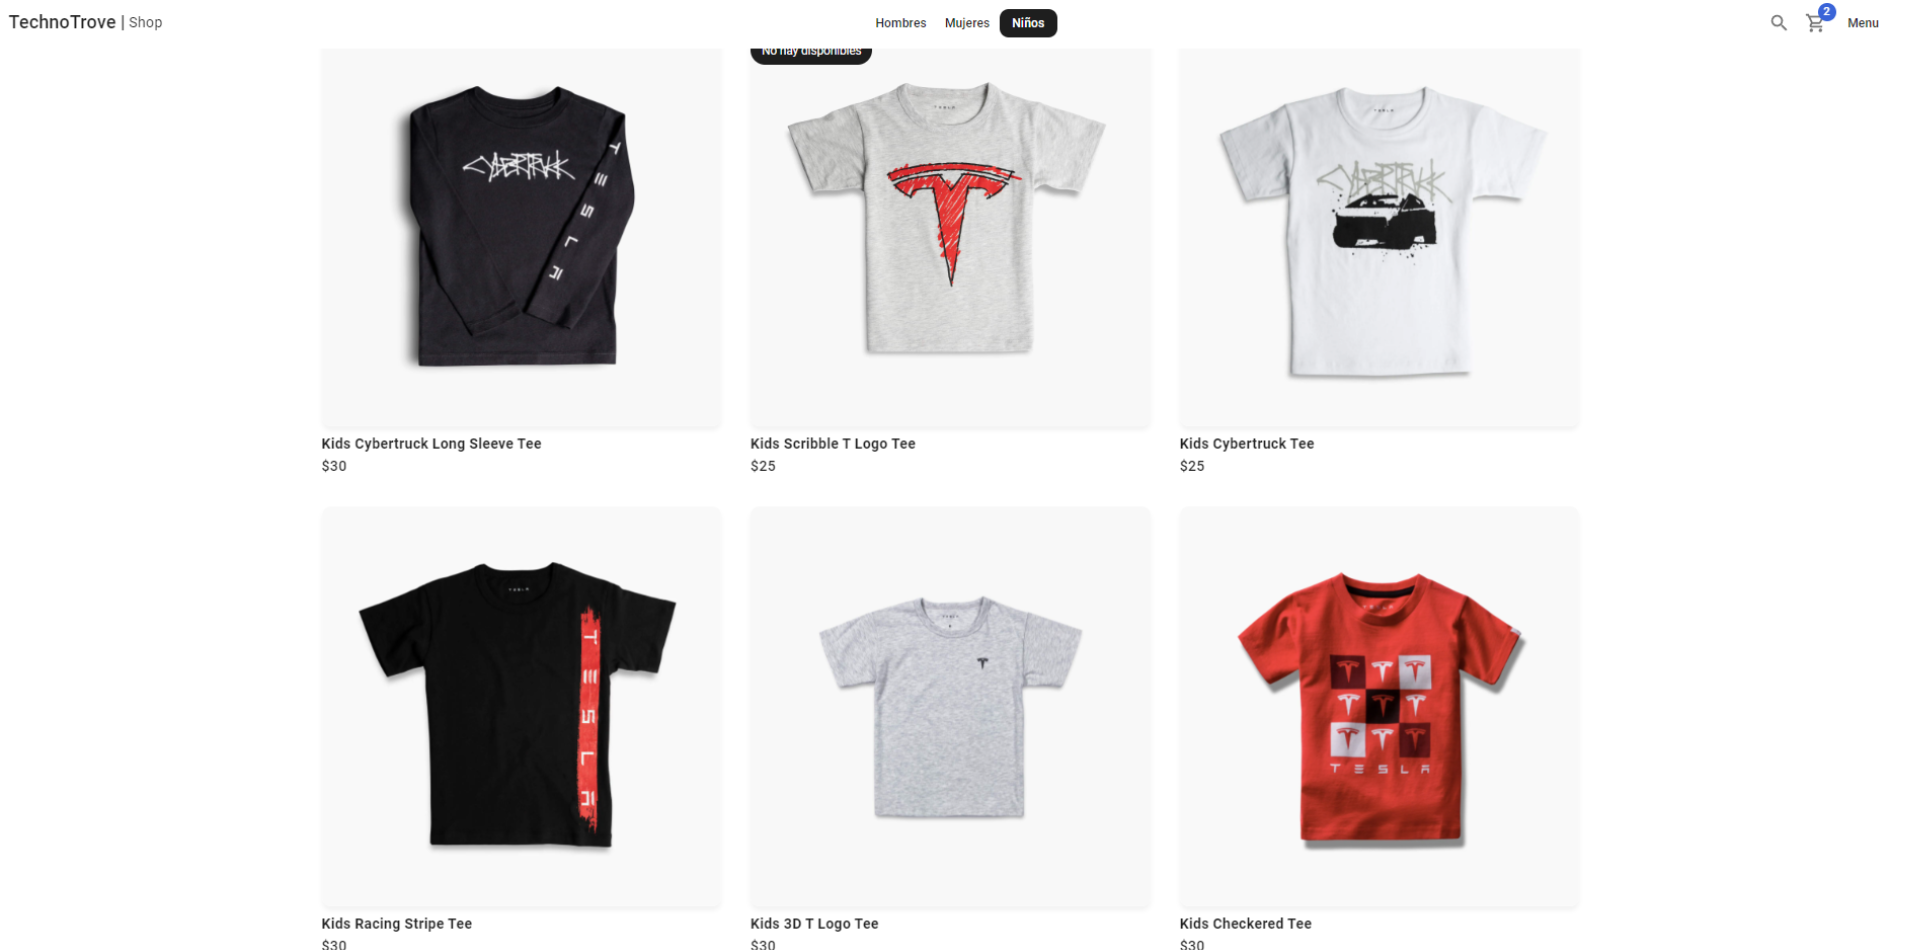 TechnoTrove | Shop
Hombres
Mujeres
Niños
2
Menu
No hay disponibles
CYBERTRUCK
TESLA
TESLA
CYBERTRUCK
Kids Cybertruck Long Sleeve Tee
$30
Kids Scribble T Logo Tee
$25
Kids Cybertruck Tee
$25
TESLA
TESLA
TESLA
Kids Racing Stripe Tee
$30
Kids 3D T Logo Tee
$30
Kids Checkered Tee
$30